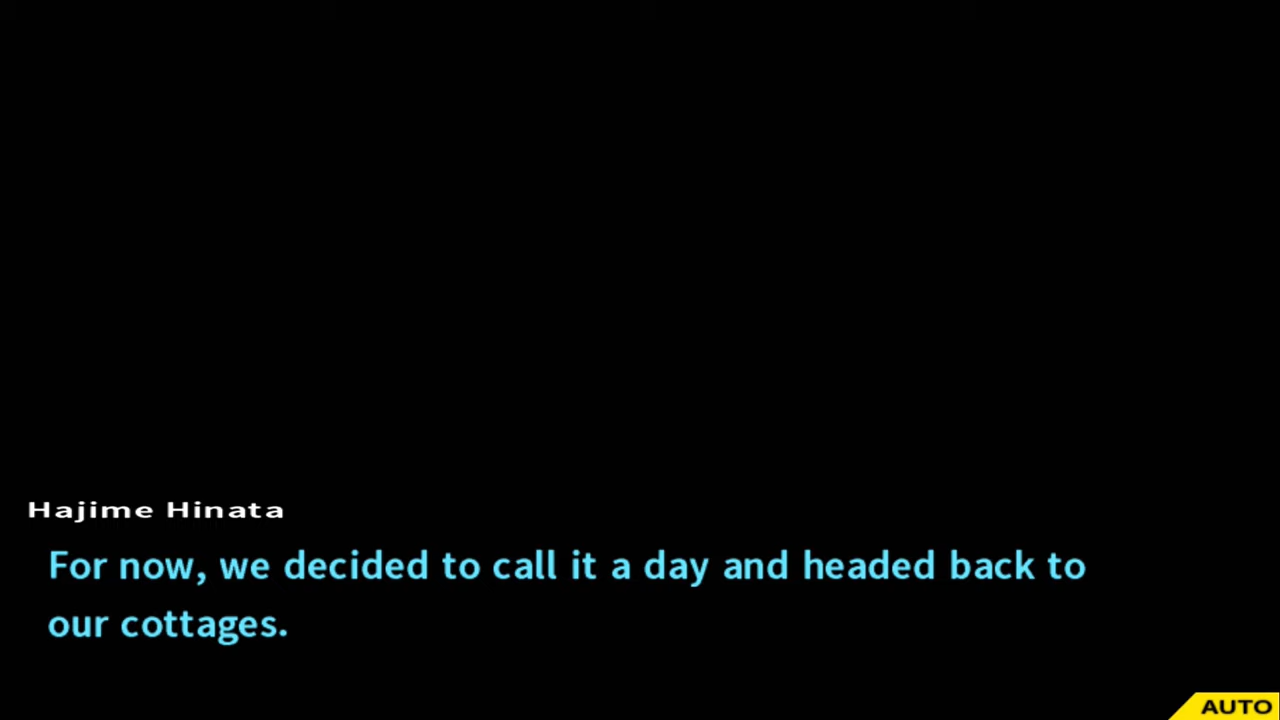 Hajime Hinata
For now, we decided to call it a day and headed back to
our cottages.
AUTO